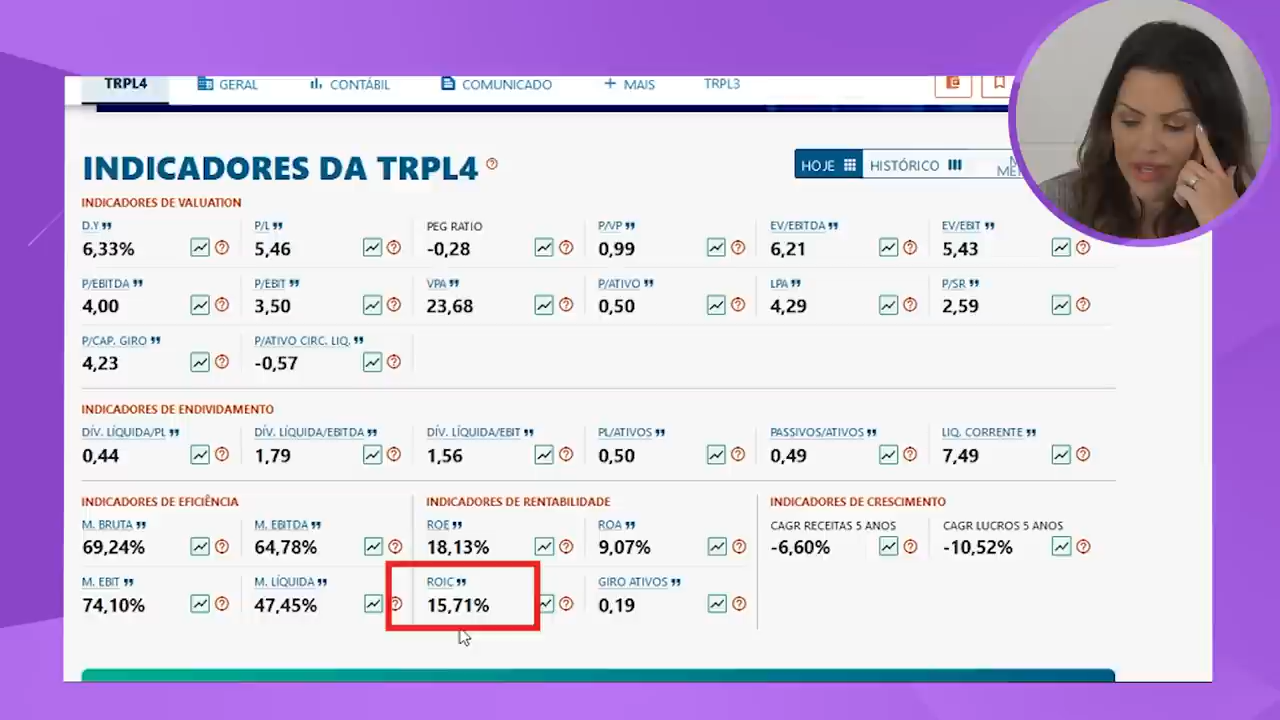 TRPL4 GERAL CONTÁBIL COMUNICADO + MAIS TRPL3
INDICADORES DA TRPL4
HOJE HISTÓRICO
INDICADORES DE VALUATION
D.Y P/L PEG RATIO P/VP EV/EBITDA EV/EBIT
6,33% 5,46 -0,28 0,99 6,21 5,43
P/EBITDA P/EBIT VPA P/ATIVO LPA P/SR
4,00 3,50 23,68 0,50 4,29 2,59
P/CAP. GIRO P/ATIVO CIRC. LIQ.
4,23 -0,57
INDICADORES DE ENDIVIDAMENTO
DÍV. LÍQUIDA/PL DÍV. LÍQUIDA/EBITDA DÍV. LÍQUIDA/EBIT PL/ATIVOS PASSIVOS/ATIVOS LIQ. CORRENTE
0,44 1,79 1,56 0,50 0,49 7,49
INDICADORES DE EFICIÊNCIA INDICADORES DE RENTABILIDADE INDICADORES DE CRESCIMENTO
M. BRUTA M. EBITDA ROE ROA CAGR RECEITAS 5 ANOS CAGR LUCROS 5 ANOS
69,24% 64,78% 18,13% 9,07% -6,60% -10,52%
M. EBIT M. LÍQUIDA ROIC GIRO ATIVOS
74,10% 47,45% 15,71% 0,19